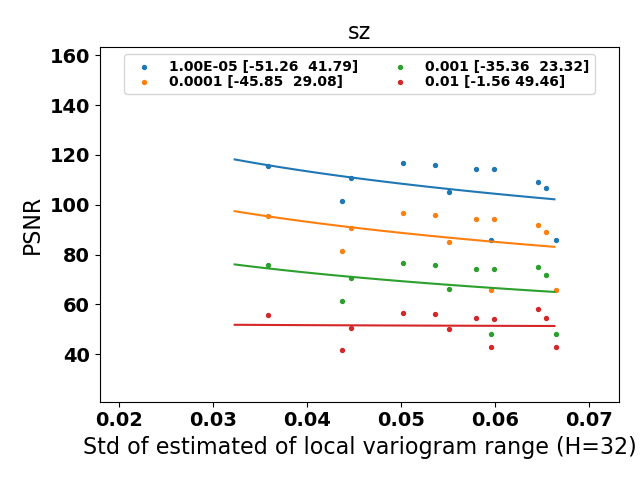 sz
1.00E-05 [-51.26  41.79]
0.001 [-35.36  23.32]
0.0001 [-45.85  29.08]
0.01 [-1.56 49.46]
160
140
120
100
80
60
40
PSNR
0.02 0.03 0.04 0.05 0.06 0.07
Std of estimated of local variogram range (H=32)